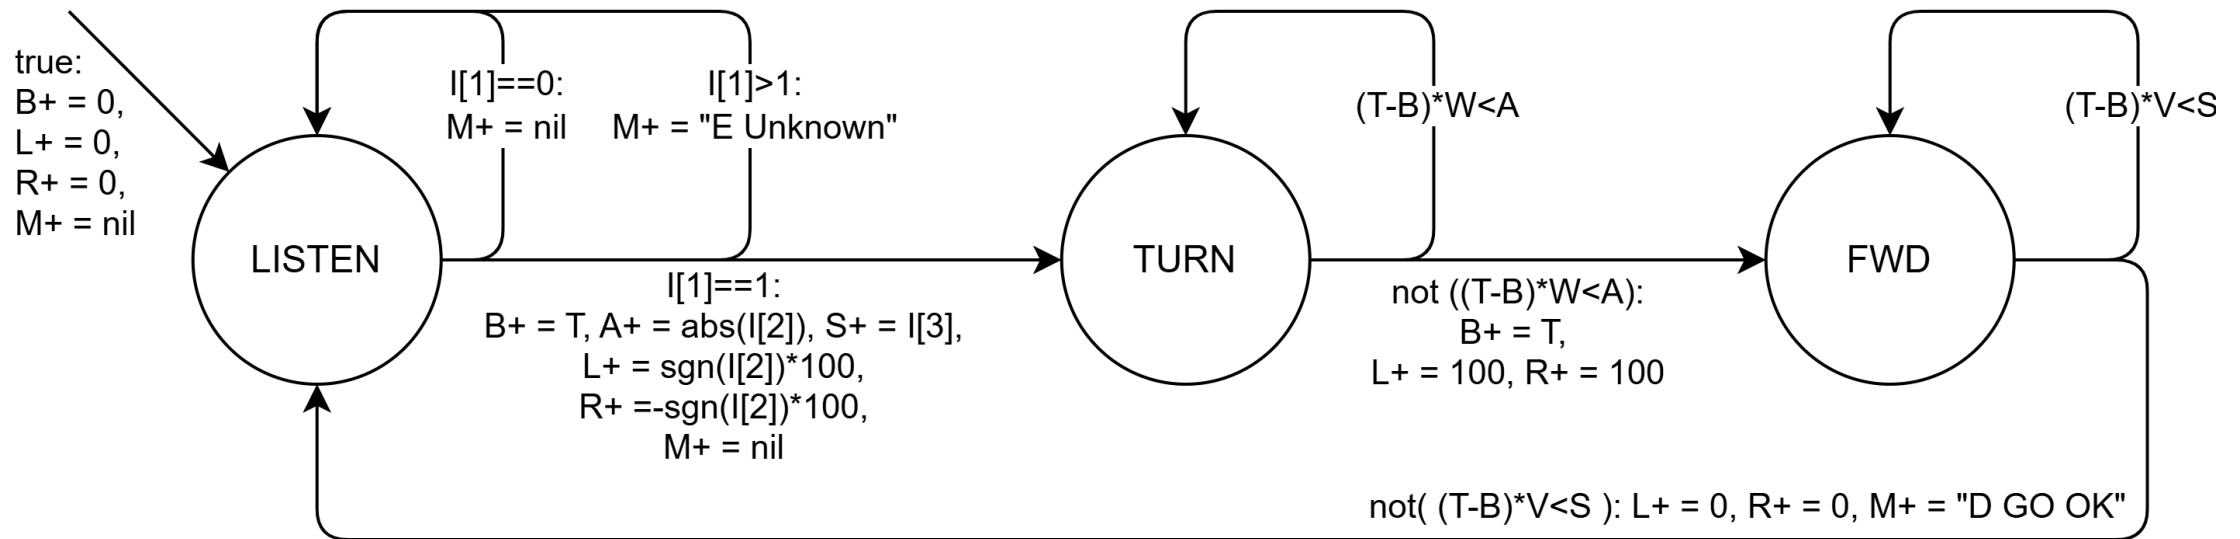 true:
B+ = 0,
L+ = 0,
R+ = 0,
M+ = nil
I[1]==0:
M+ = nil
I[1]>1:
M+ = "E Unknown"
LISTEN
I[1]==1:
B+ = T, A+ = abs(I[2]), S+ = I[3],
L+ = sgn(I[2])*100,
R+ =-sgn(I[2])*100,
M+ = nil
(T-B)*W<A
TURN
not ((T-B)*W<A):
B+ = T,
L+ = 100, R+ = 100
(T-B)*V<S
FWD
not( (T-B)*V<S ): L+ = 0, R+ = 0, M+ = "D GO OK"